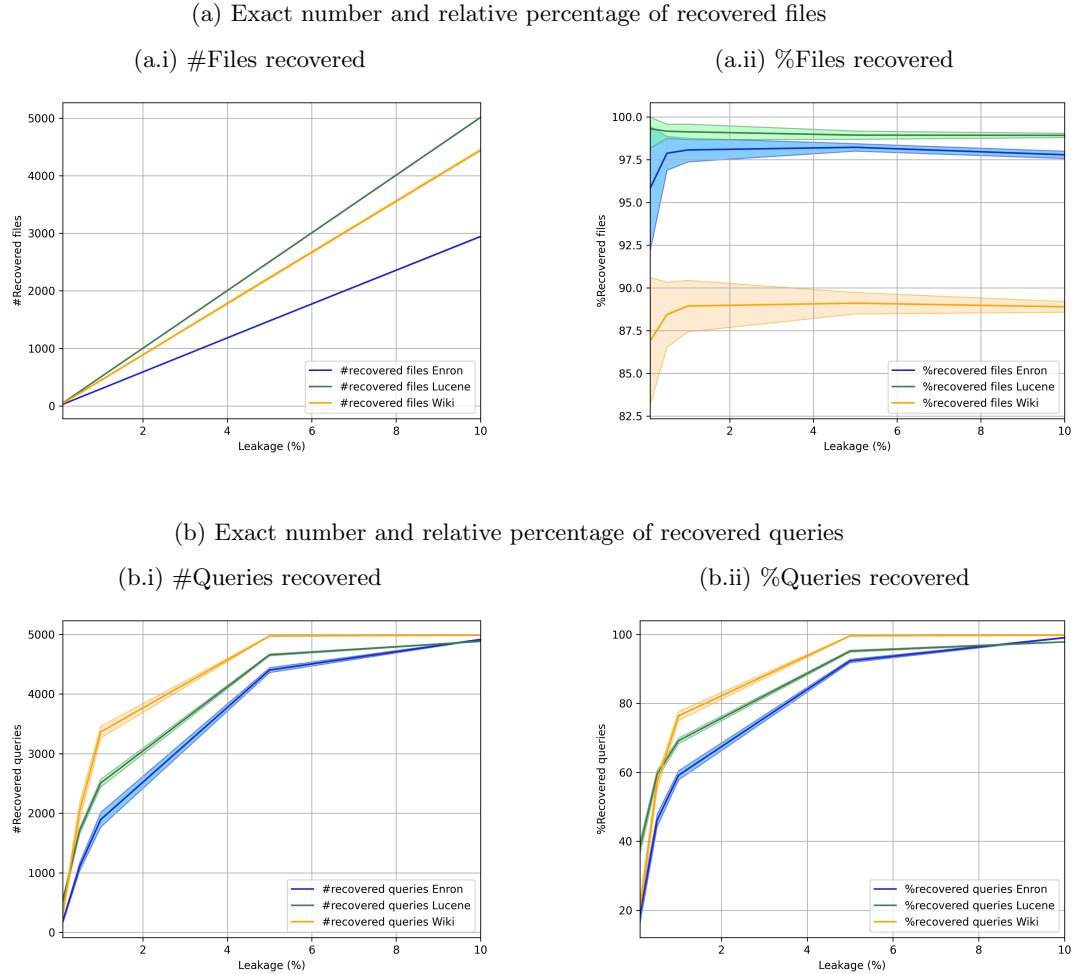 (a) Exact number and relative percentage of recovered files
(a.i) #Files recovered
5000
4000
3000
2000
1000
0
#Recovered files
2
4
6
8
10
Leakage (%)
#recovered files Enron
#recovered files Lucene
#recovered files Wiki
(a.ii) %Files recovered
100.0
97.5
95.0
92.5
90.0
87.5
85.0
82.5
%Recovered files
2
4
6
8
10
Leakage (%)
%recovered files Enron
%recovered files Lucene
%recovered files Wiki
(b) Exact number and relative percentage of recovered queries
(b.i) #Queries recovered
5000
4000
3000
2000
1000
0
#Recovered queries
2
4
6
8
10
Leakage (%)
#recovered queries Enron
#recovered queries Lucene
#recovered queries Wiki
(b.ii) %Queries recovered
100
80
60
40
20
%Recovered queries
2
4
6
8
10
Leakage (%)
%recovered queries Enron
%recovered queries Lucene
%recovered queries Wiki